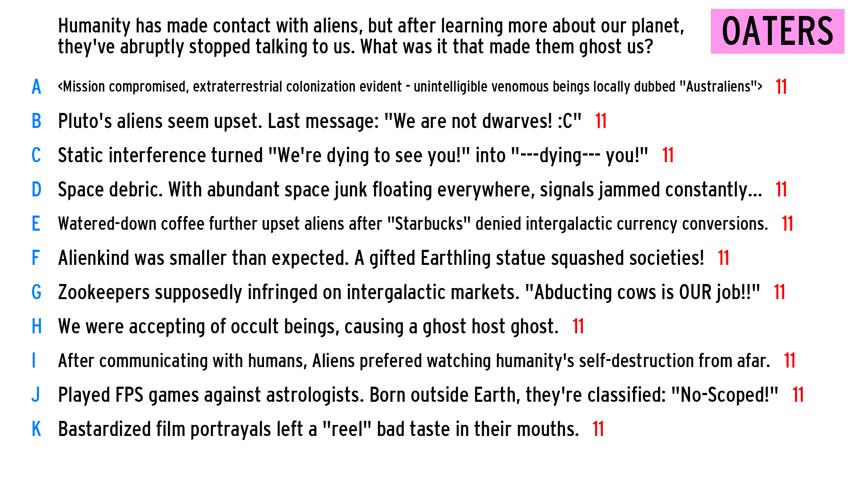 Humanity has made contact with aliens, but after learning more about our planet,
they've abruptly stopped talking to us. What was it that made them ghost us?
OATERS
A <Mission compromised, extraterrestrial colonization evident - unintelligible venomous beings locally dubbed "Australiens"> 11
B Pluto's aliens seem upset. Last message: "We are not dwarves! :C" 11
C Static interference turned "We're dying to see you!" into "---dying--- you!" 11
D Space debric. With abundant space junk floating everywhere, signals jammed constantly... 11
E Watered-down coffee further upset aliens after "Starbucks" denied intergalactic currency conversions. 11
F Alienkind was smaller than expected. A gifted Earthling statue squashed societies! 11
G Zookeepers supposedly infringed on intergalactic markets. "Abducting cows is OUR job!!" 11
H We were accepting of occult beings, causing a ghost host ghost. 11
I After communicating with humans, Aliens prefered watching humanity's self-destruction from afar. 11
J Played FPS games against astrologists. Born outside Earth, they're classified: "No-Scoped!" 11
K Bastardized film portrayals left a "reel" bad taste in their mouths. 11